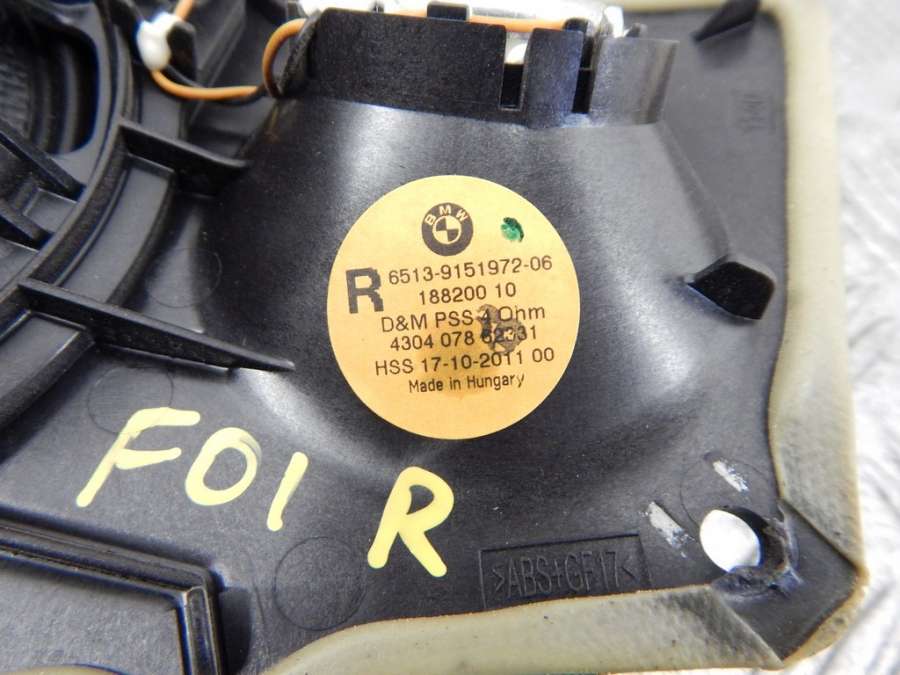 BMW
R
6513-9151972-06
188200 10
D&M PSS 4 Ohm
4304 078
HSS 17-10-2011 00
Made in Hungary
F01 R
>ABS+GF17<